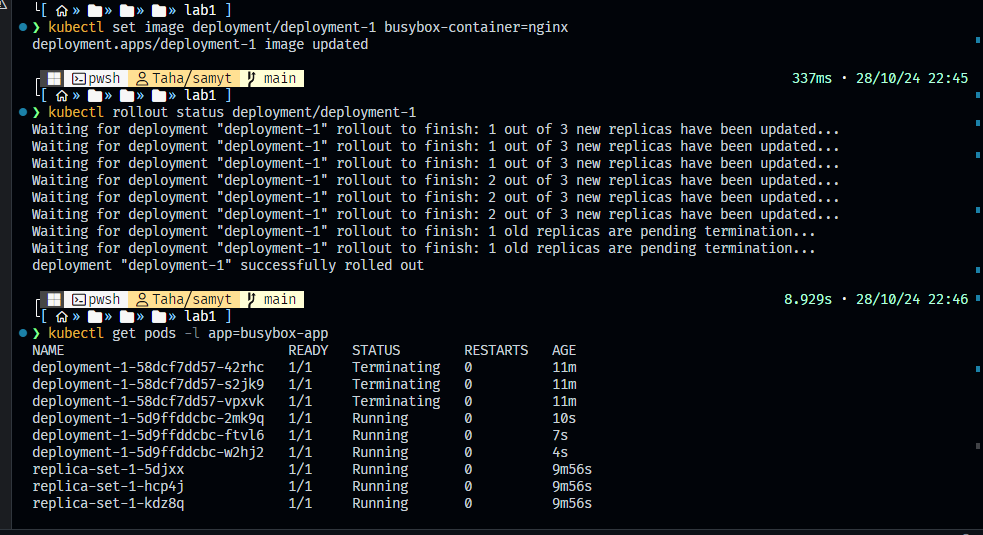 [ » » » lab1 ]
❯ kubectl set image deployment/deployment-1 busybox-container=nginx
deployment.apps/deployment-1 image updated
pwsh Taha/samyt main 337ms · 28/10/24 22:45
[ » » » lab1 ]
❯ kubectl rollout status deployment/deployment-1
Waiting for deployment "deployment-1" rollout to finish: 1 out of 3 new replicas have been updated...
Waiting for deployment "deployment-1" rollout to finish: 1 out of 3 new replicas have been updated...
Waiting for deployment "deployment-1" rollout to finish: 1 out of 3 new replicas have been updated...
Waiting for deployment "deployment-1" rollout to finish: 2 out of 3 new replicas have been updated...
Waiting for deployment "deployment-1" rollout to finish: 2 out of 3 new replicas have been updated...
Waiting for deployment "deployment-1" rollout to finish: 2 out of 3 new replicas have been updated...
Waiting for deployment "deployment-1" rollout to finish: 1 old replicas are pending termination...
Waiting for deployment "deployment-1" rollout to finish: 1 old replicas are pending termination...
deployment "deployment-1" successfully rolled out
pwsh Taha/samyt main 8.929s · 28/10/24 22:46
[ » » » lab1 ]
❯ kubectl get pods -l app=busybox-app
NAME READY STATUS RESTARTS AGE
deployment-1-58dcf7dd57-42rhc 1/1 Terminating 0 11m
deployment-1-58dcf7dd57-s2jk9 1/1 Terminating 0 11m
deployment-1-58dcf7dd57-vpxvk 1/1 Terminating 0 11m
deployment-1-5d9ffddcbc-2mk9q 1/1 Running 0 10s
deployment-1-5d9ffddcbc-ftvl6 1/1 Running 0 7s
deployment-1-5d9ffddcbc-w2hj2 1/1 Running 0 4s
replica-set-1-5djxx 1/1 Running 0 9m56s
replica-set-1-hcp4j 1/1 Running 0 9m56s
replica-set-1-kdz8q 1/1 Running 0 9m56s